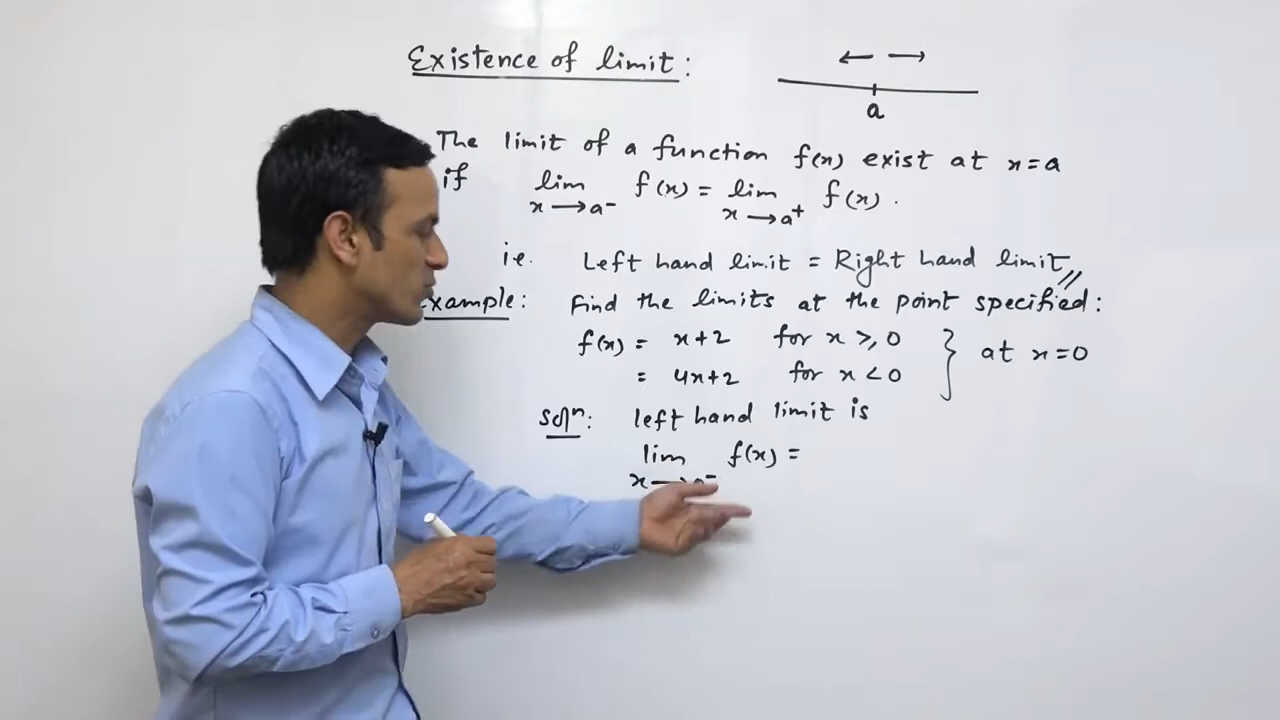 Existence of limit:
← →
a
The limit of a function f(x) exist at x=a
if lim x→a⁻ f(x) = lim x→a⁺ f(x).
i.e. Left hand limit = Right hand limit //
Example: Find the limits at the point specified:
f(x) = x+2 for x ⩾ 0 } at x=0
= 4x+2 for x < 0
Solⁿ: left hand limit is
lim f(x) =
x→